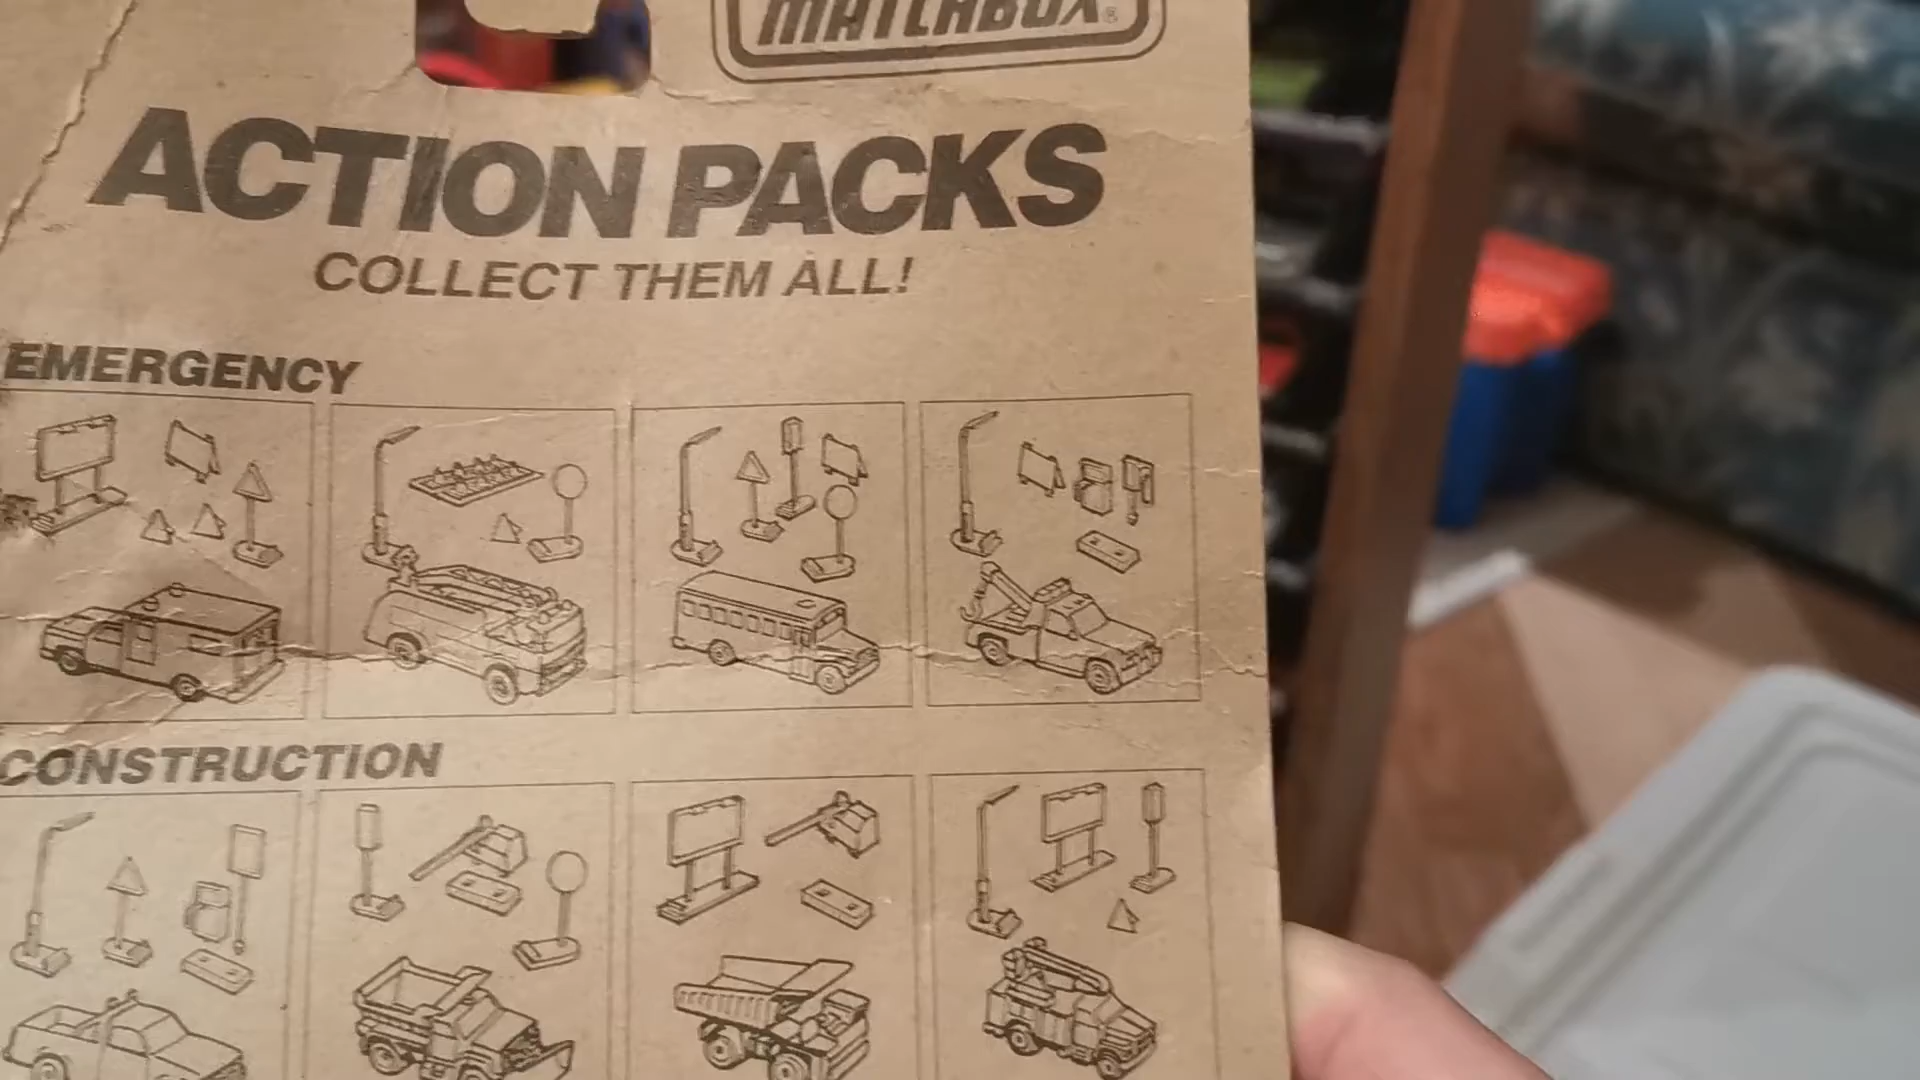 MATCHBOX®
ACTION PACKS
COLLECT THEM ALL!
EMERGENCY
CONSTRUCTION